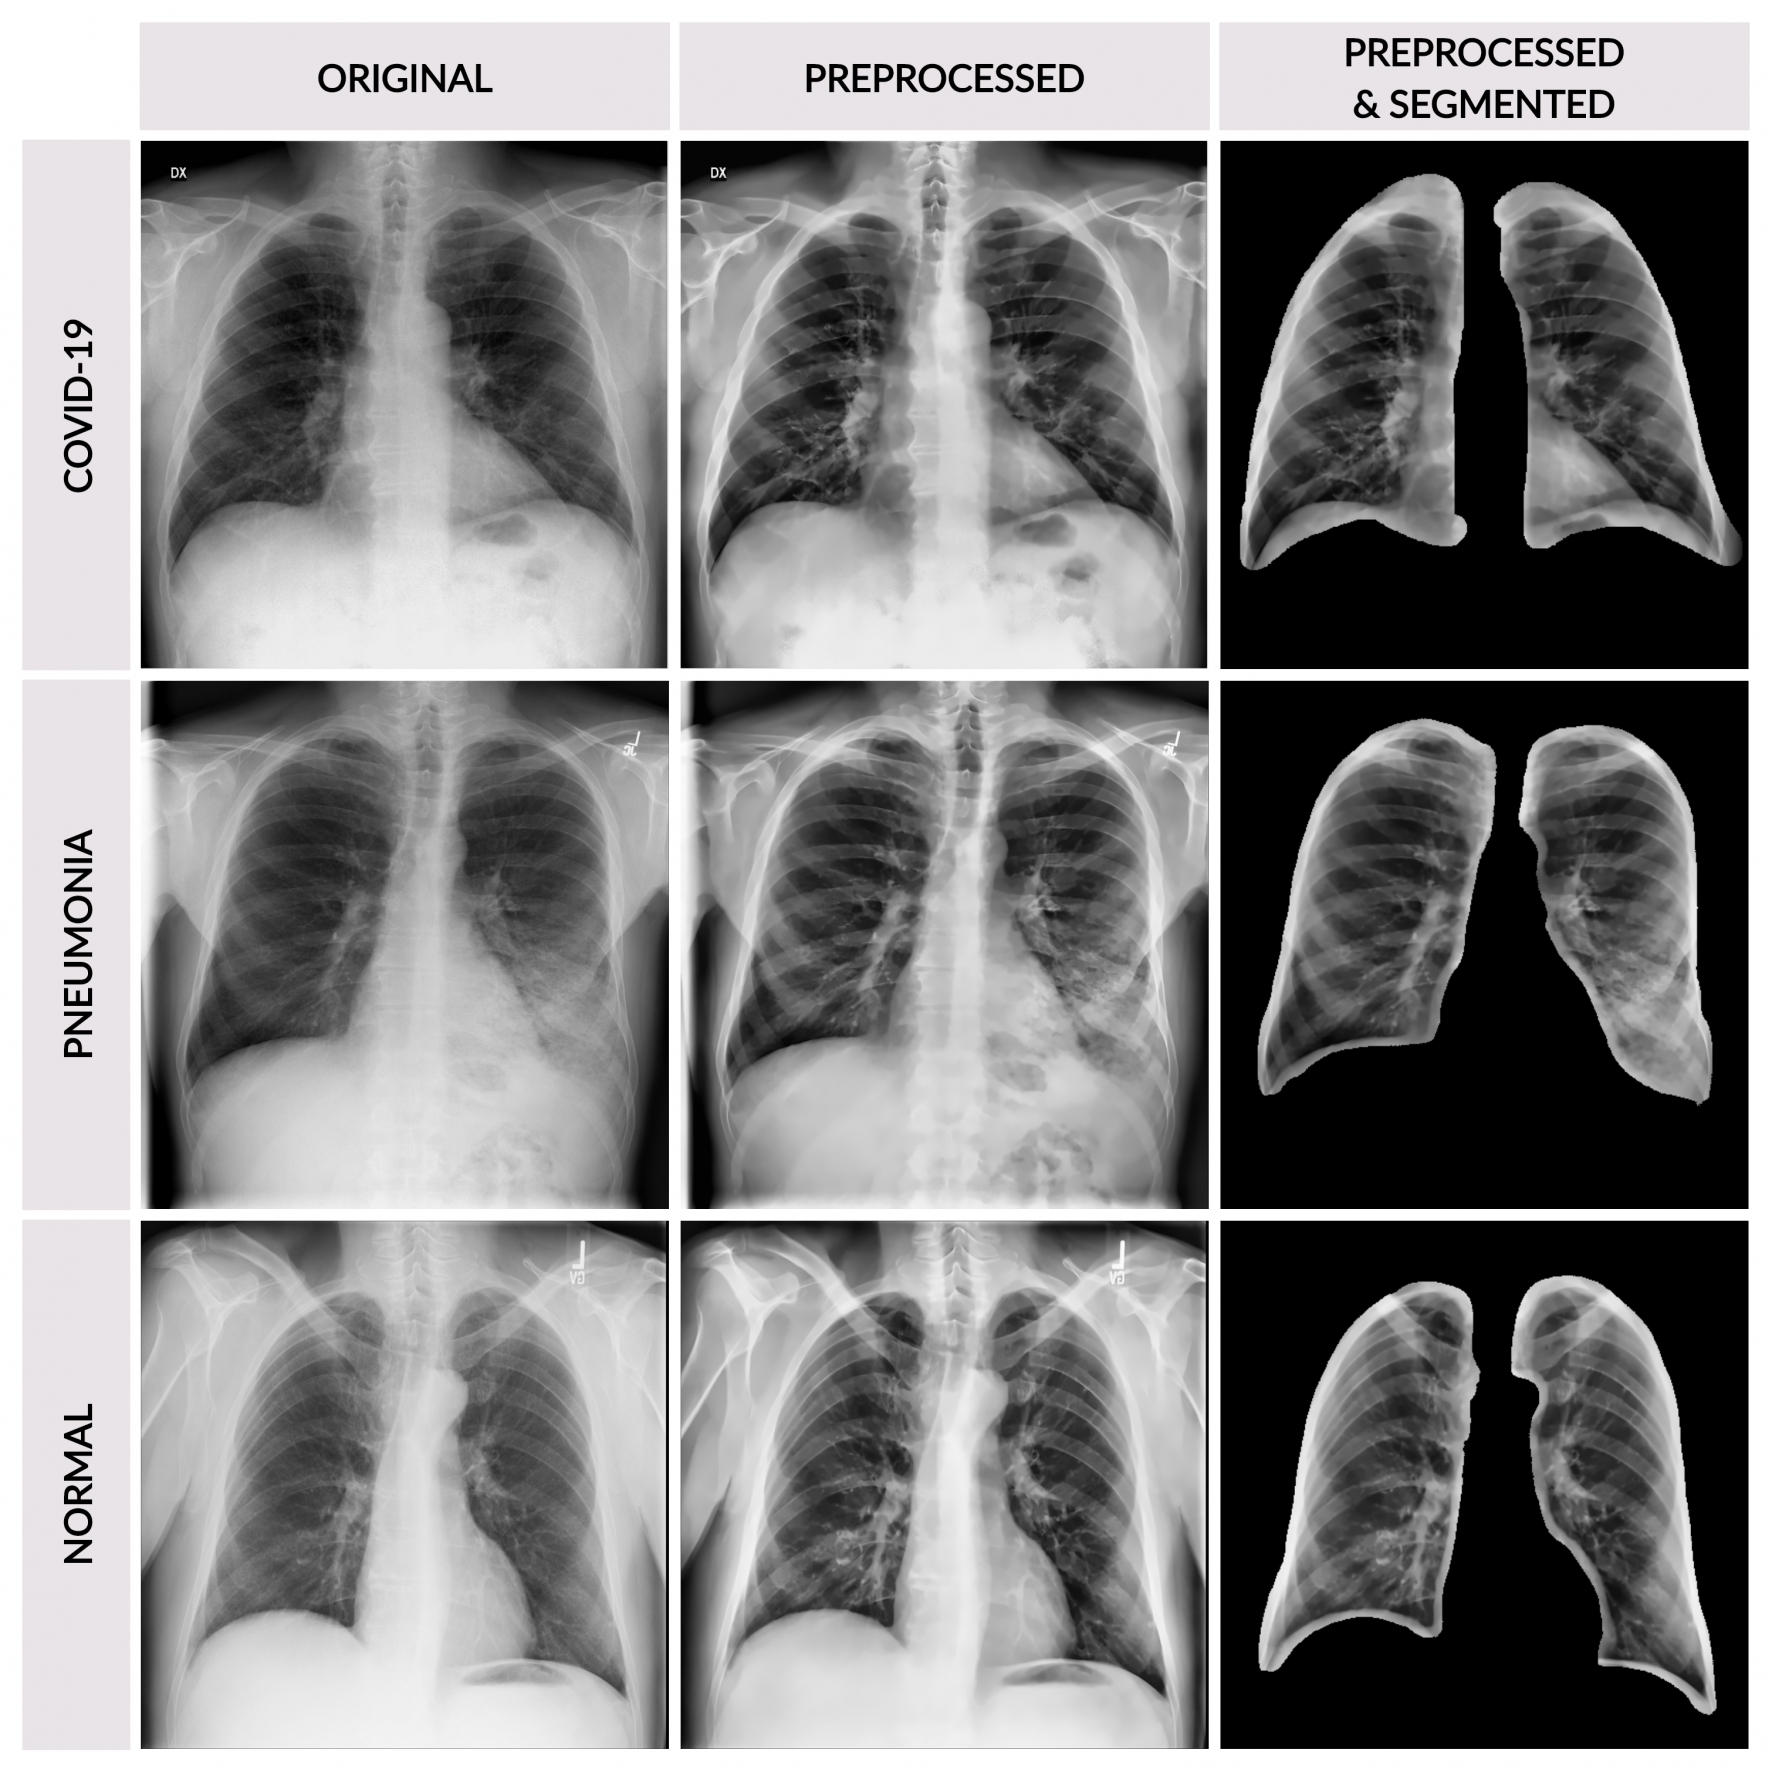 ORIGINAL
PREPROCESSED
PREPROCESSED
& SEGMENTED
COVID-19
DX
DX
PNEUMONIA
NORMAL
L
L